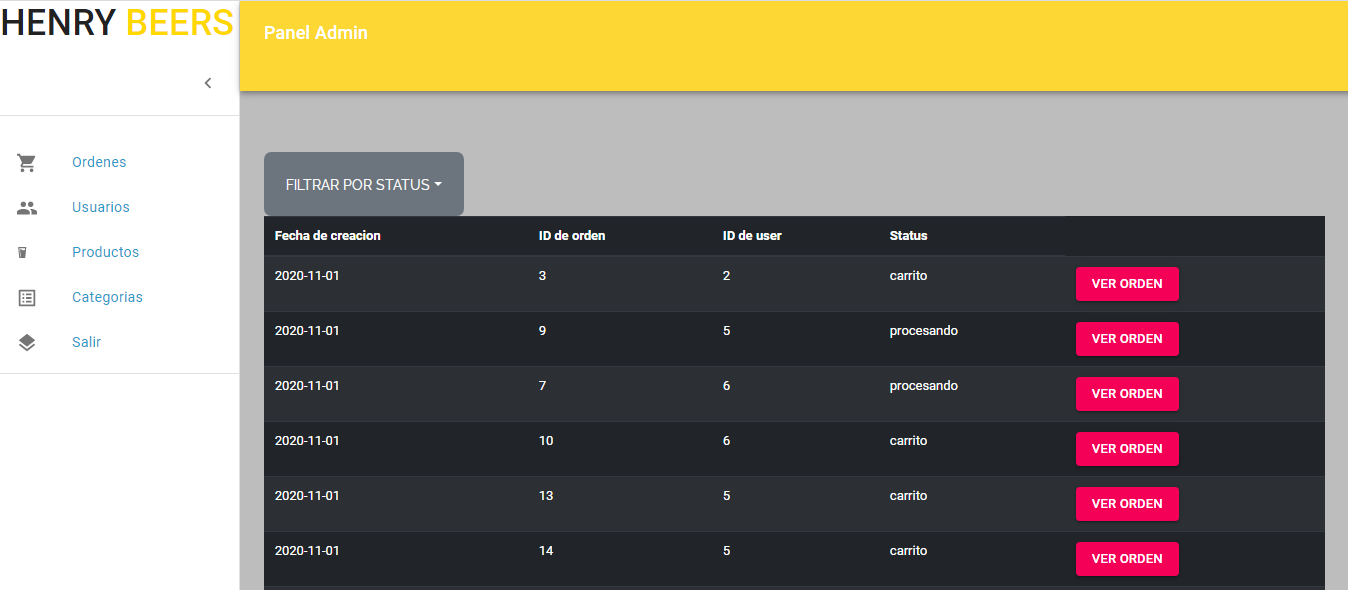 HENRY BEERS
Panel Admin
Ordenes
Usuarios
Productos
Categorias
Salir
FILTRAR POR STATUS
Fecha de creacion ID de orden ID de user Status
2020-11-01 3 2 carrito VER ORDEN
2020-11-01 9 5 procesando VER ORDEN
2020-11-01 7 6 procesando VER ORDEN
2020-11-01 10 6 carrito VER ORDEN
2020-11-01 13 5 carrito VER ORDEN
2020-11-01 14 5 carrito VER ORDEN